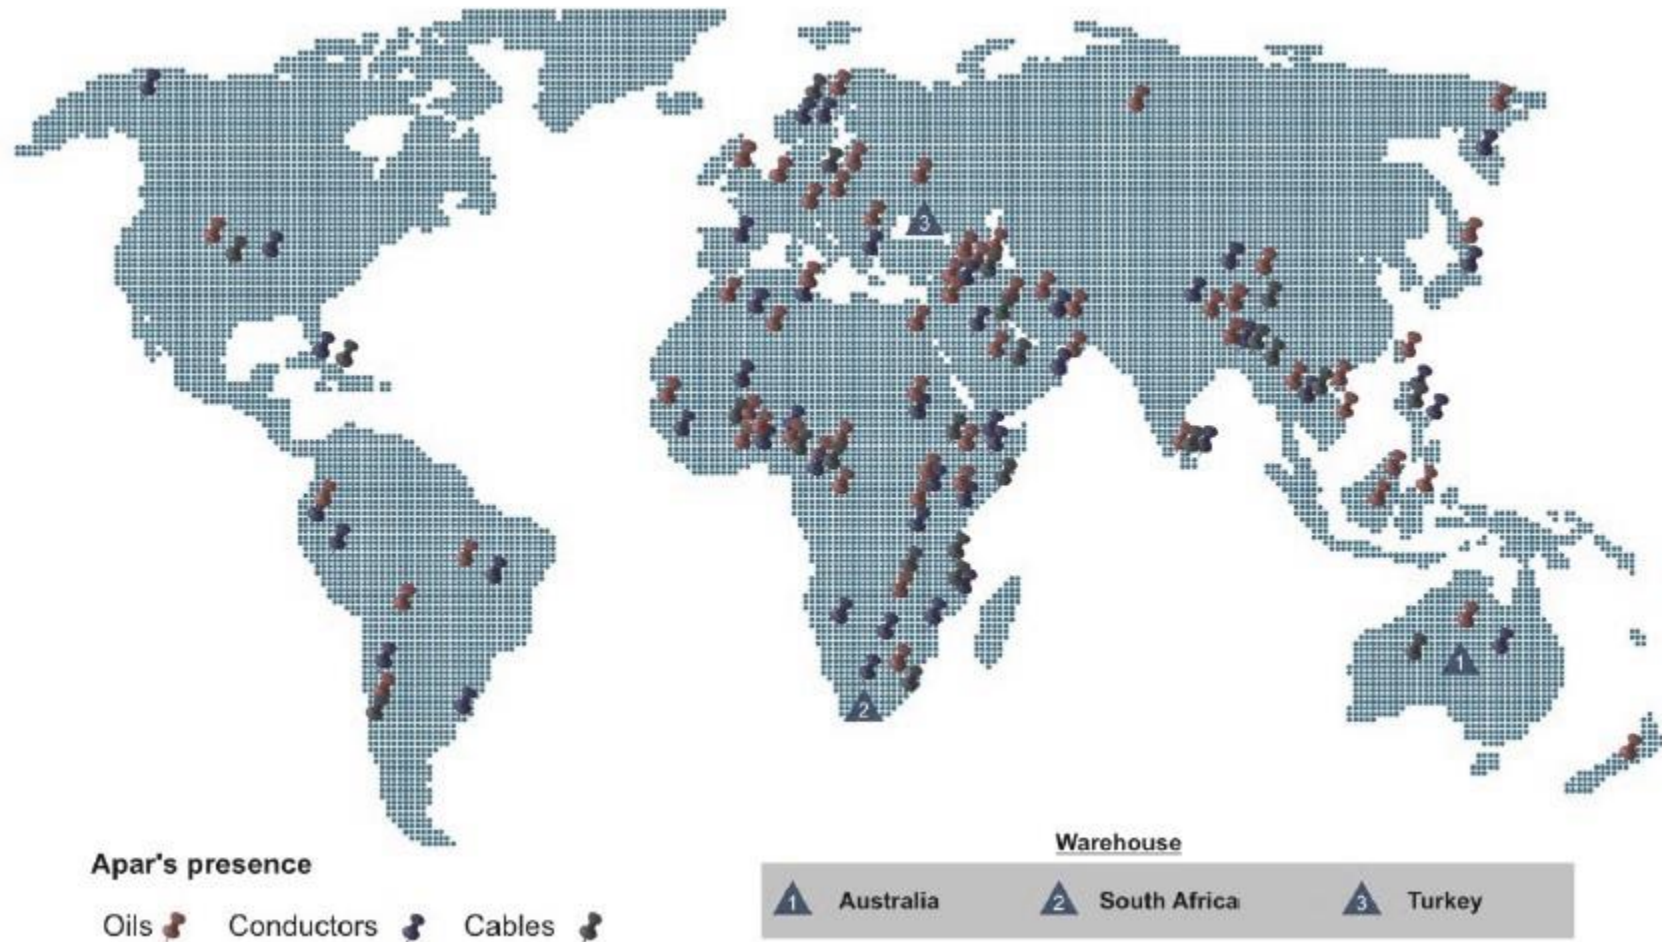 3
1
2
Warehouse
Apar's presence
1 Australia 2 South Africa 3 Turkey
Oils Conductors Cables